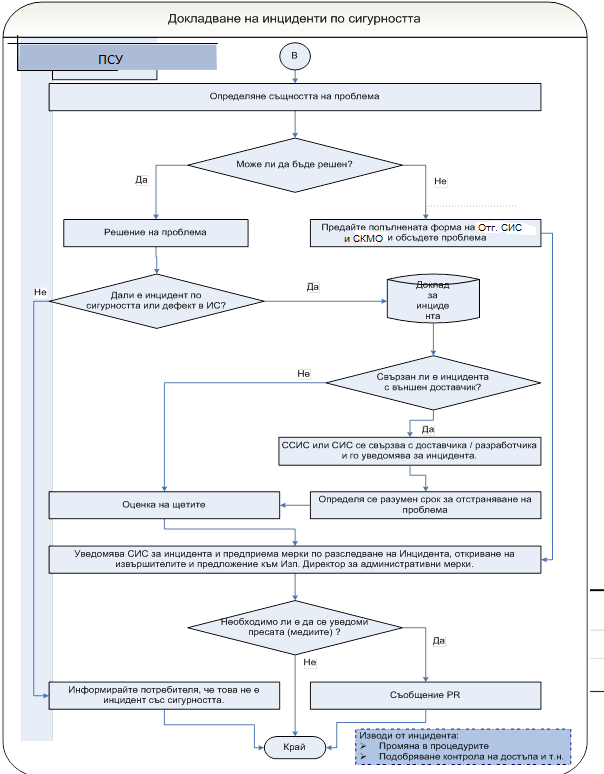 Докладване на инциденти по сигурността
ПСУ
В
Определяне същността на проблема
Може ли да бъде решен?
Да
Не
Решение на проблема
Предайте попълнената форма на Отг. СИС
и СКМО и обсъдете проблема
Не
Дали е инцидент по
сигурността или дефект в ИС?
Да
Доклад
за
инциде
нта
Не
Свързан ли е инцидента
с външен доставчик?
Да
ССИС или СИС се свързва с доставчика / разработчика
и го уведомява за инцидента.
Оценка на щетите
Определя се разумен срок за отстраняване на
проблема
Уведомява СИС за инцидента и предприема мерки по разследване на Инцидента, откриване на
извършителите и предложение към Изп. Директор за административни мерки.
Необходимо ли е да се уведоми
пресата (медиите) ?
Да
Не
Информирайте потребителя, че това не е
инцидент със сигурността.
Съобщение PR
Край
Изводи от инцидента:
➢ Промяна в процедурите
➢ Подобряване контрола на достъпа и т.н.